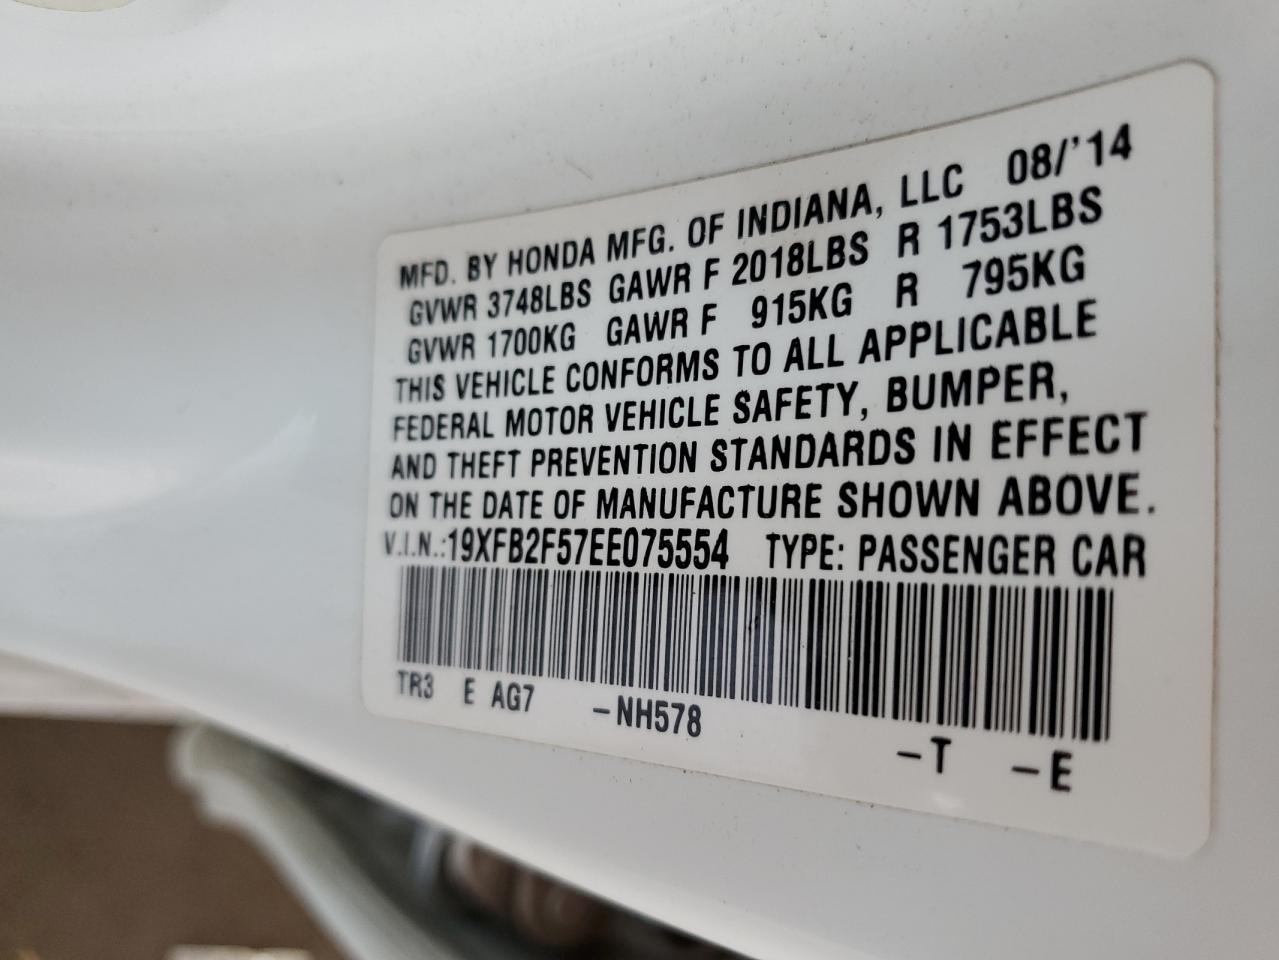 MFD. BY HONDA MFG. OF INDIANA, LLC 08/'14
GVWR 3748LBS GAWR F 2018LBS R 1753LBS
GVWR 1700KG GAWR F 915KG R 795KG
THIS VEHICLE CONFORMS TO ALL APPLICABLE
FEDERAL MOTOR VEHICLE SAFETY, BUMPER,
AND THEFT PREVENTION STANDARDS IN EFFECT
ON THE DATE OF MANUFACTURE SHOWN ABOVE.
V.I.N.:19XFB2F57EE075554 TYPE: PASSENGER CAR
TR3 E AG7 -NH578 -T -E